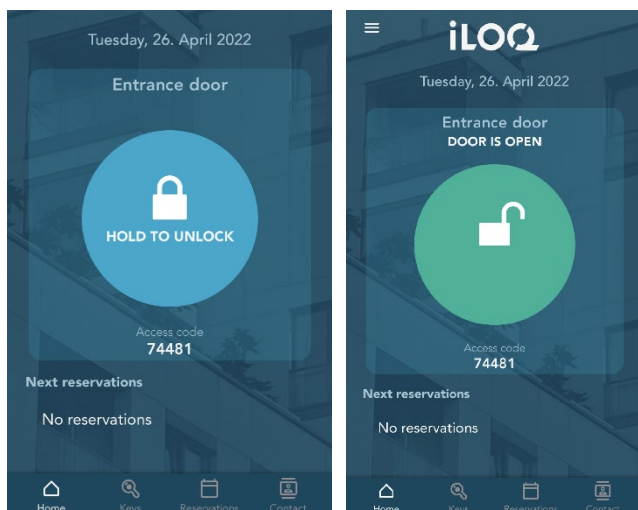 Tuesday, 26. April 2022
Entrance door
HOLD TO UNLOCK
Access code
74481
Next reservations
No reservations
Home Keys Reservations Contact
iLOQ
Tuesday, 26. April 2022
Entrance door
DOOR IS OPEN
Access code
74481
Next reservations
No reservations
Home Keys Reservations Contact